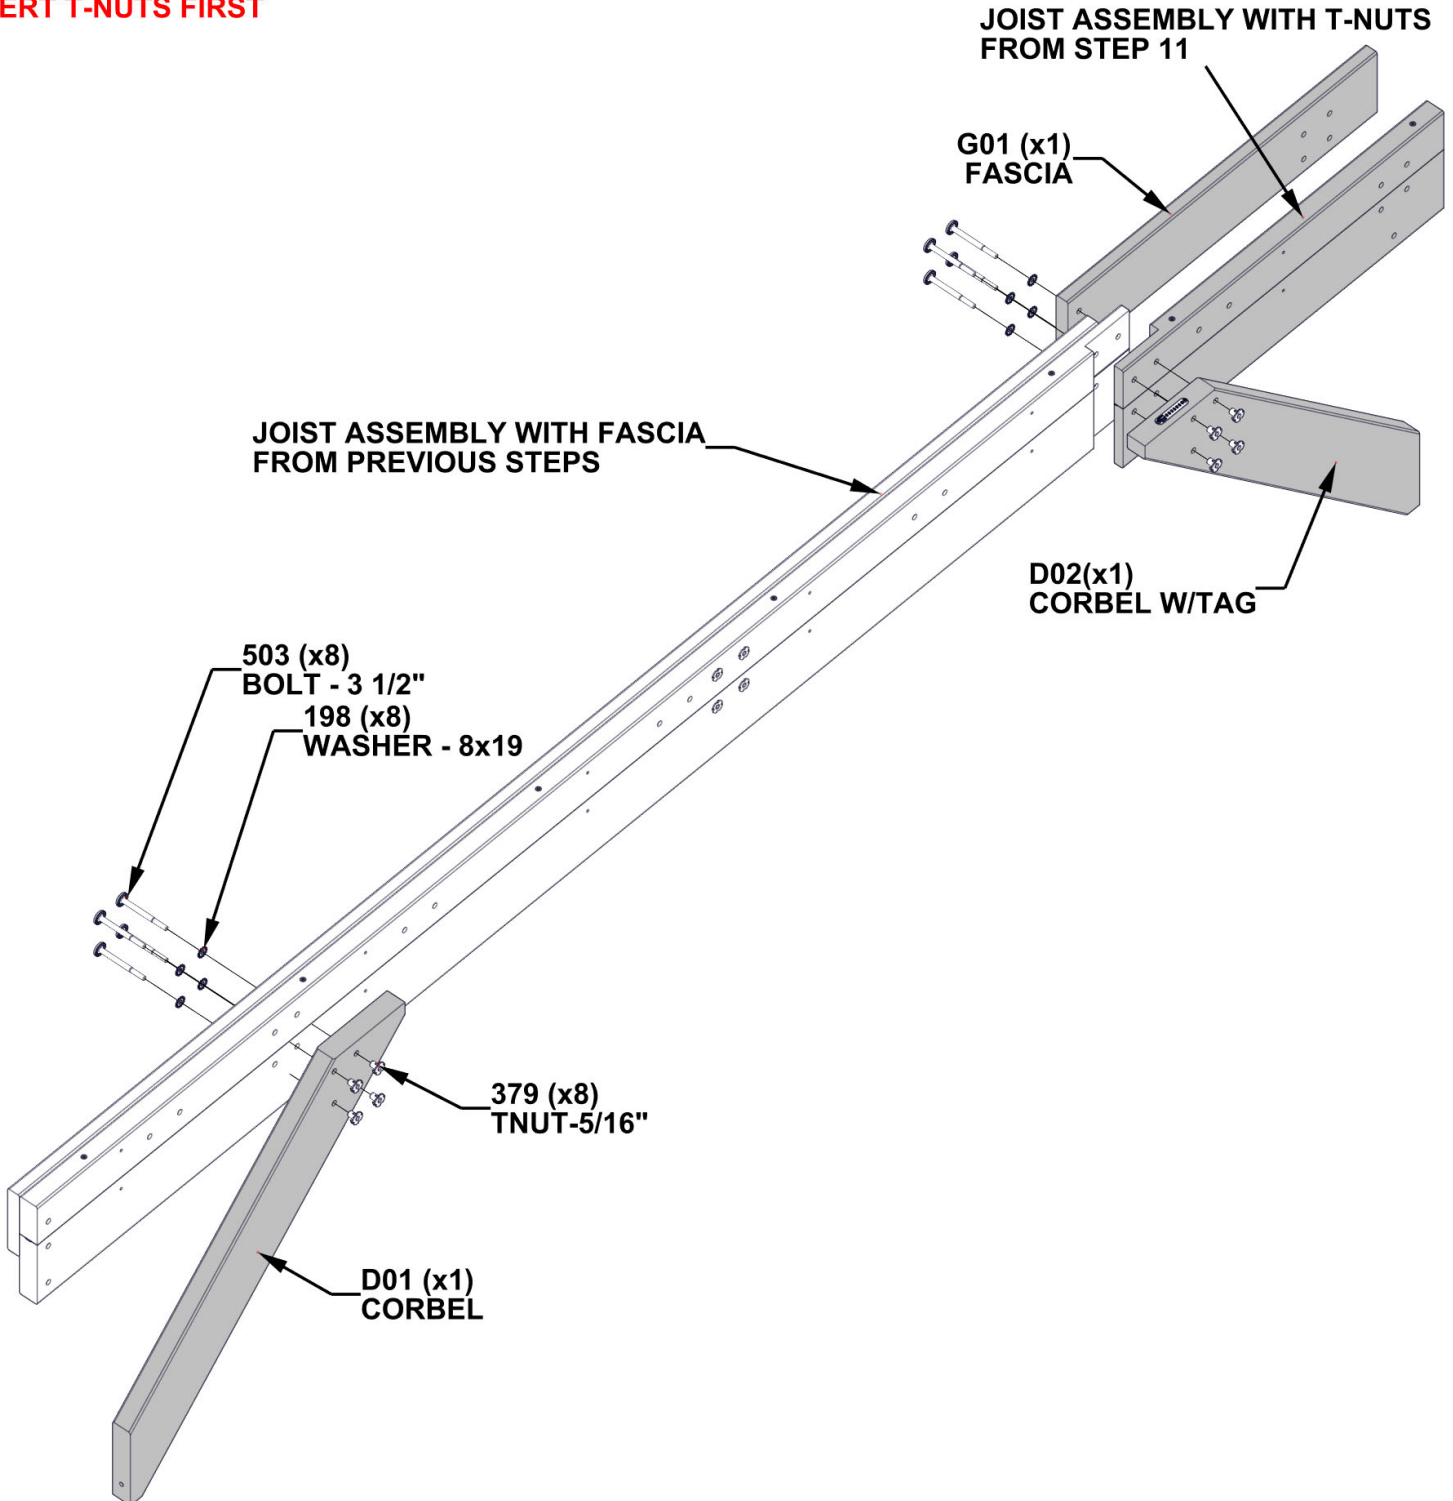 T-NUTS FIRST
JOIST ASSEMBLY WITH T-NUTS
FROM STEP 11
G01 (x1)
FASCIA
JOIST ASSEMBLY WITH FASCIA
FROM PREVIOUS STEPS
D02(x1)
CORBEL W/TAG
503 (x8)
BOLT - 3 1/2"
198 (x8)
WASHER - 8x19
379 (x8)
TNUT-5/16"
D01 (x1)
CORBEL